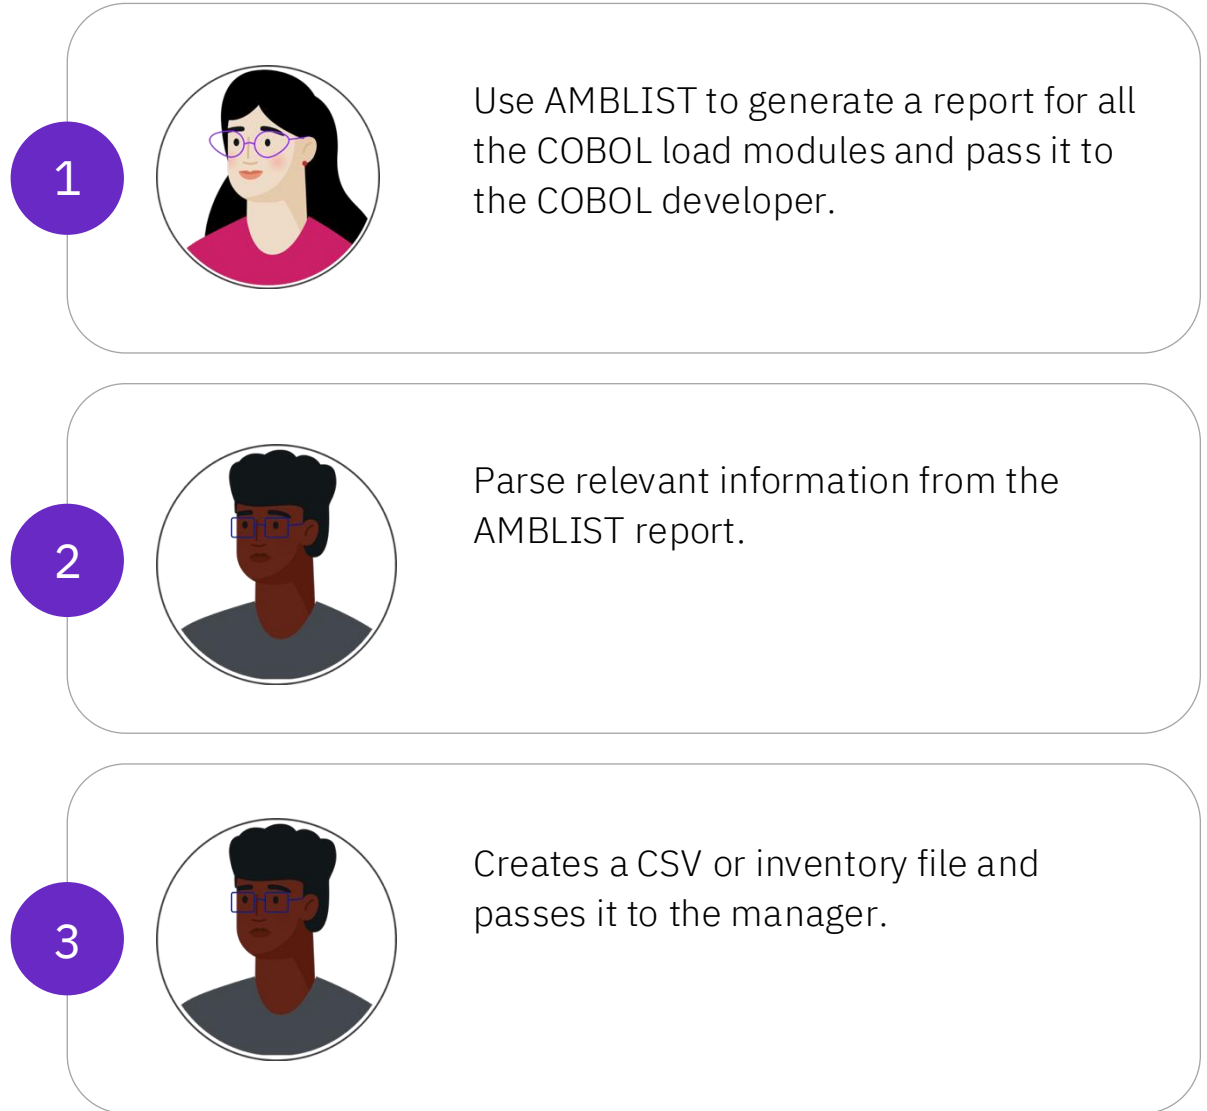 1
Use AMBLIST to generate a report for all
the COBOL load modules and pass it to
the COBOL developer.
2
Parse relevant information from the
AMBLIST report.
3
Creates a CSV or inventory file and
passes it to the manager.